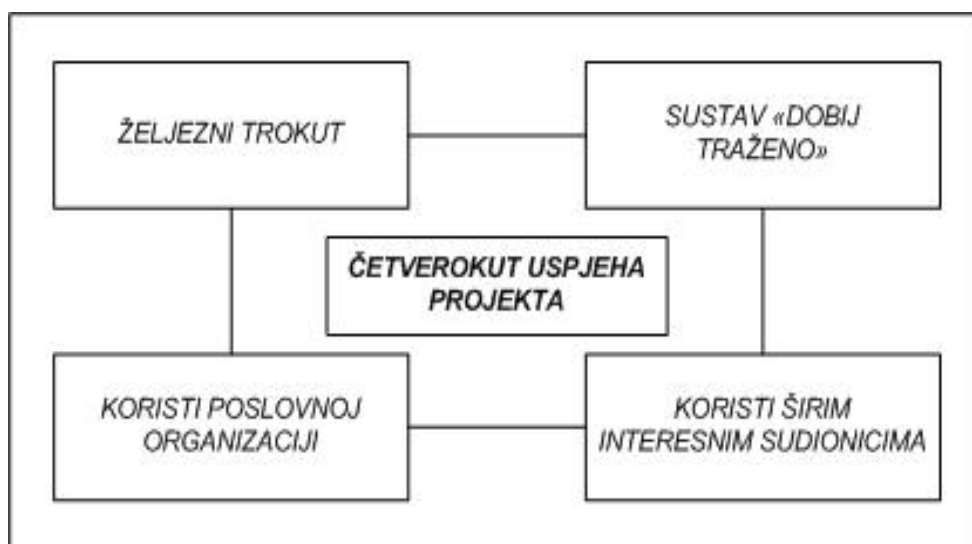 ŽELJEZNI TROKUT
SUSTAV «DOBIJ
TRAŽENO»
ČETVEROKUT USPJEHA
PROJEKTA
KORISTI POSLOVNOJ
ORGANIZACIJI
KORISTI ŠIRIM
INTERESNIM SUDIONICIMA